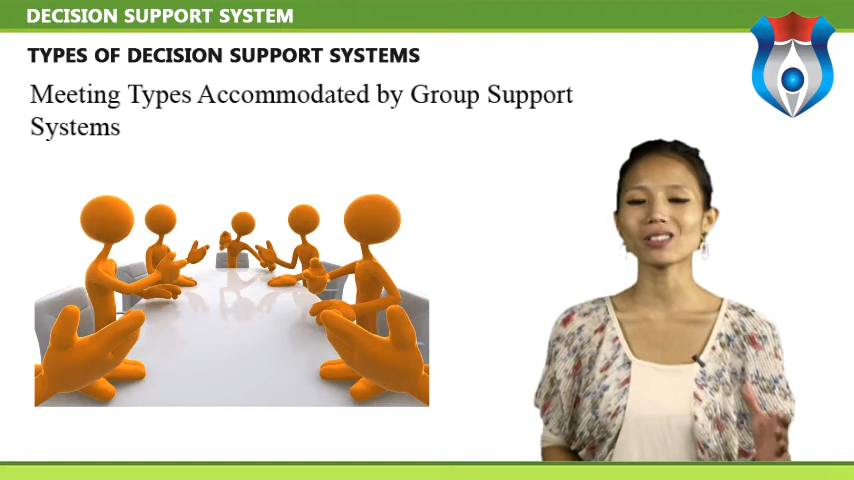 DECISION SUPPORT SYSTEM
TYPES OF DECISION SUPPORT SYSTEMS
Meeting Types Accommodated by Group Support
Systems